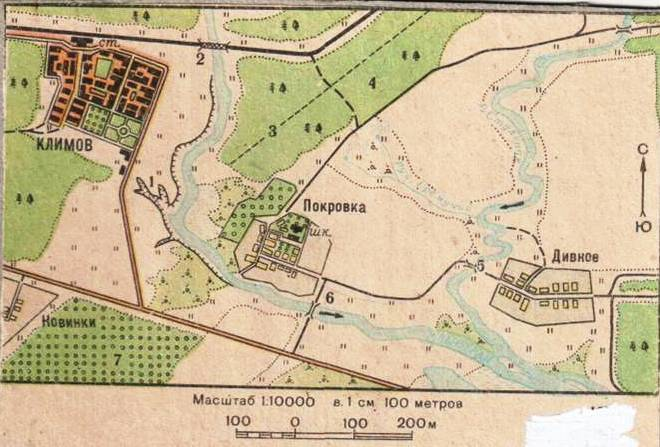 ст.
2
4
3
КЛИМОВ
1
С
Ю
Покровка
шк.
Дивное
5
6
Ковинки
7
Масштаб 1:10000 в 1 см 100 метров
100 0 100 200м